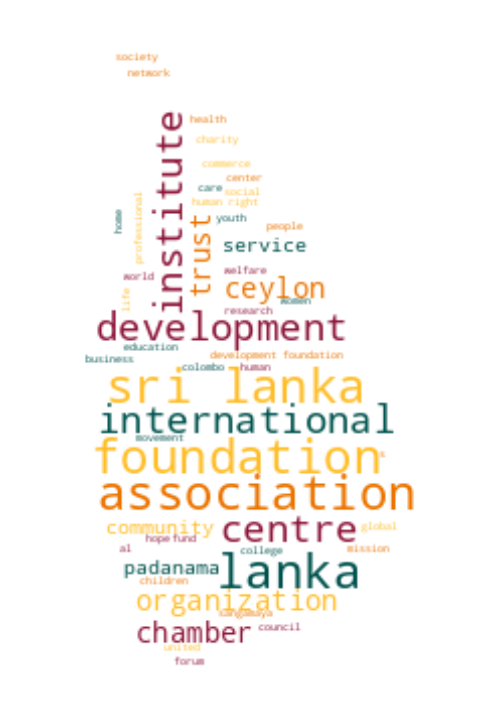 society
network
institute
health
charity
commerce
center
care social
human right
home
professional
youth
trust
people
service
world
welfare
life
ceylon
women
research
development
education
business
development foundation
colombo human
sri lanka
international
movement
foundation
association
community
centre
global
hope fund
al
college
mission
padanama
lanka
children
organization
sangamaya
chamber
council
united
forum